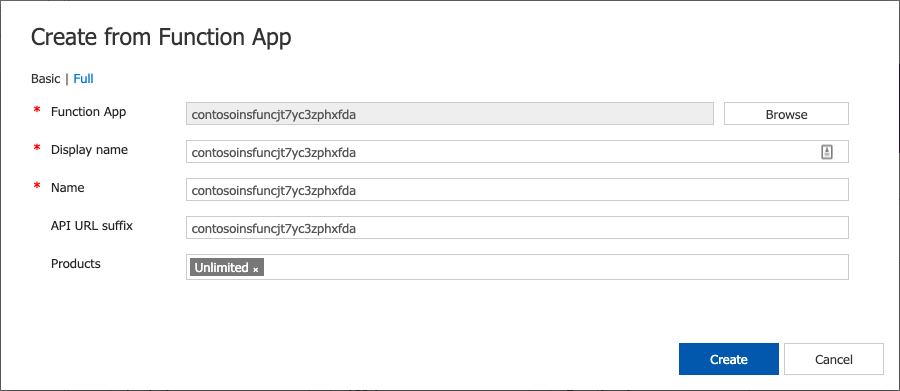 Create from Function App
Basic | Full
* Function App contosoinsfuncjt7yc3zphxfda Browse
* Display name contosoinsfuncjt7yc3zphxfda
* Name contosoinsfuncjt7yc3zphxfda
API URL suffix contosoinsfuncjt7yc3zphxfda
Products Unlimited ×
Create Cancel